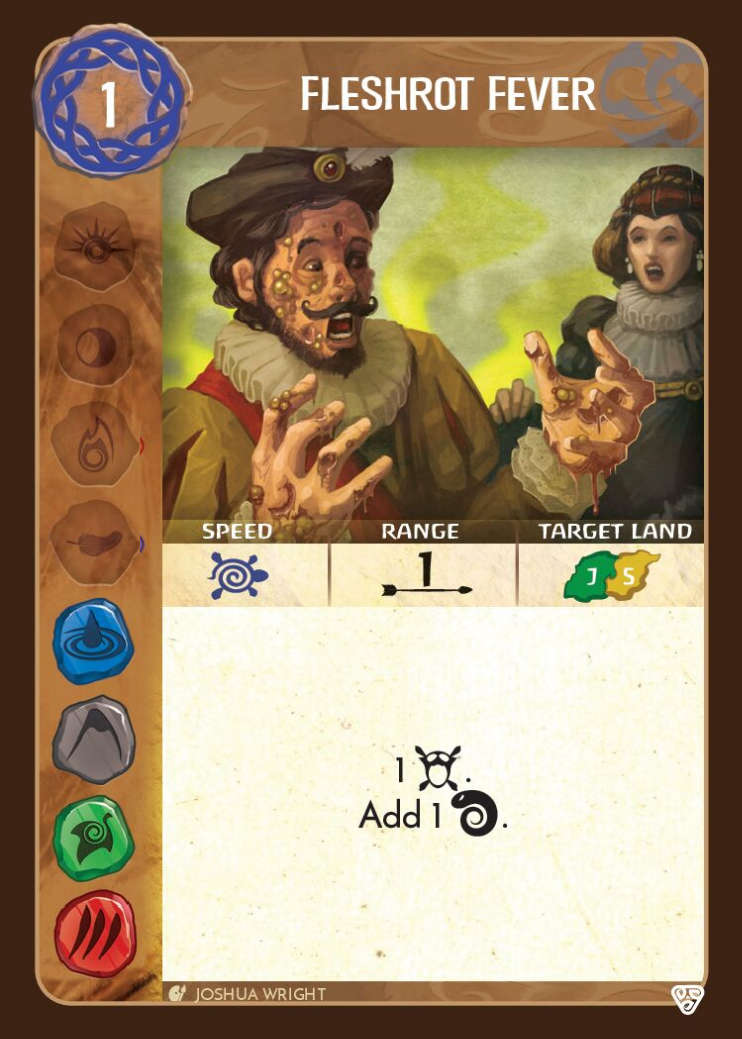 1
FLESHROT FEVER
SPEED RANGE TARGET LAND
1 J S
1 .
Add 1 .
JOSHUA WRIGHT